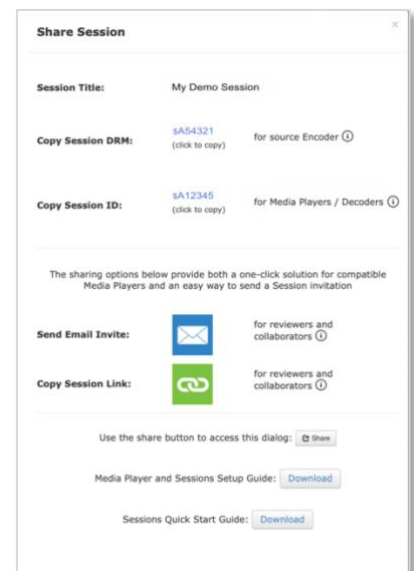 ×
Share Session
Session Title: My Demo Session
Copy Session DRM: sA54321 for source Encoder ⓘ
(click to copy)
Copy Session ID: sA12345 for Media Players / Decoders ⓘ
(click to copy)
The sharing options below provide both a one-click solution for compatible
Media Players and an easy way to send a Session invitation
Send Email Invite: for reviewers and
collaborators ⓘ
Copy Session Link: for reviewers and
collaborators ⓘ
Use the share button to access this dialog: Share
Media Player and Sessions Setup Guide: Download
Sessions Quick Start Guide: Download